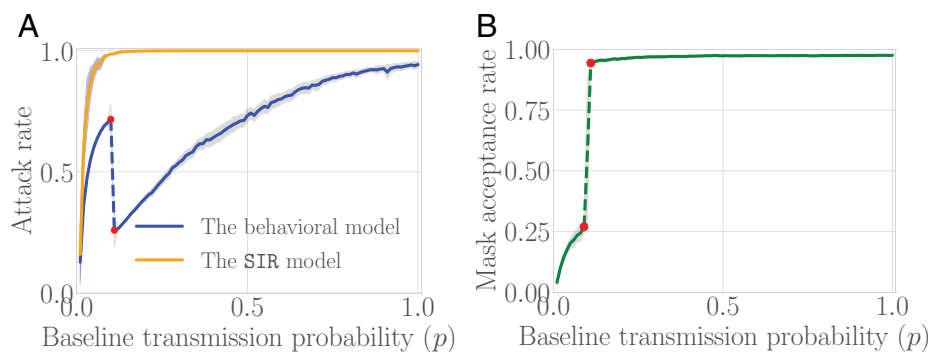 A
Attack rate
1.0
0.5
0.0
0.0
0.5
1.0
The behavioral model
The SIR model
Baseline transmission probability (p)
B
Mask acceptance rate
1.00
0.75
0.50
0.25
0.00
0.0
0.5
1.0
Baseline transmission probability (p)